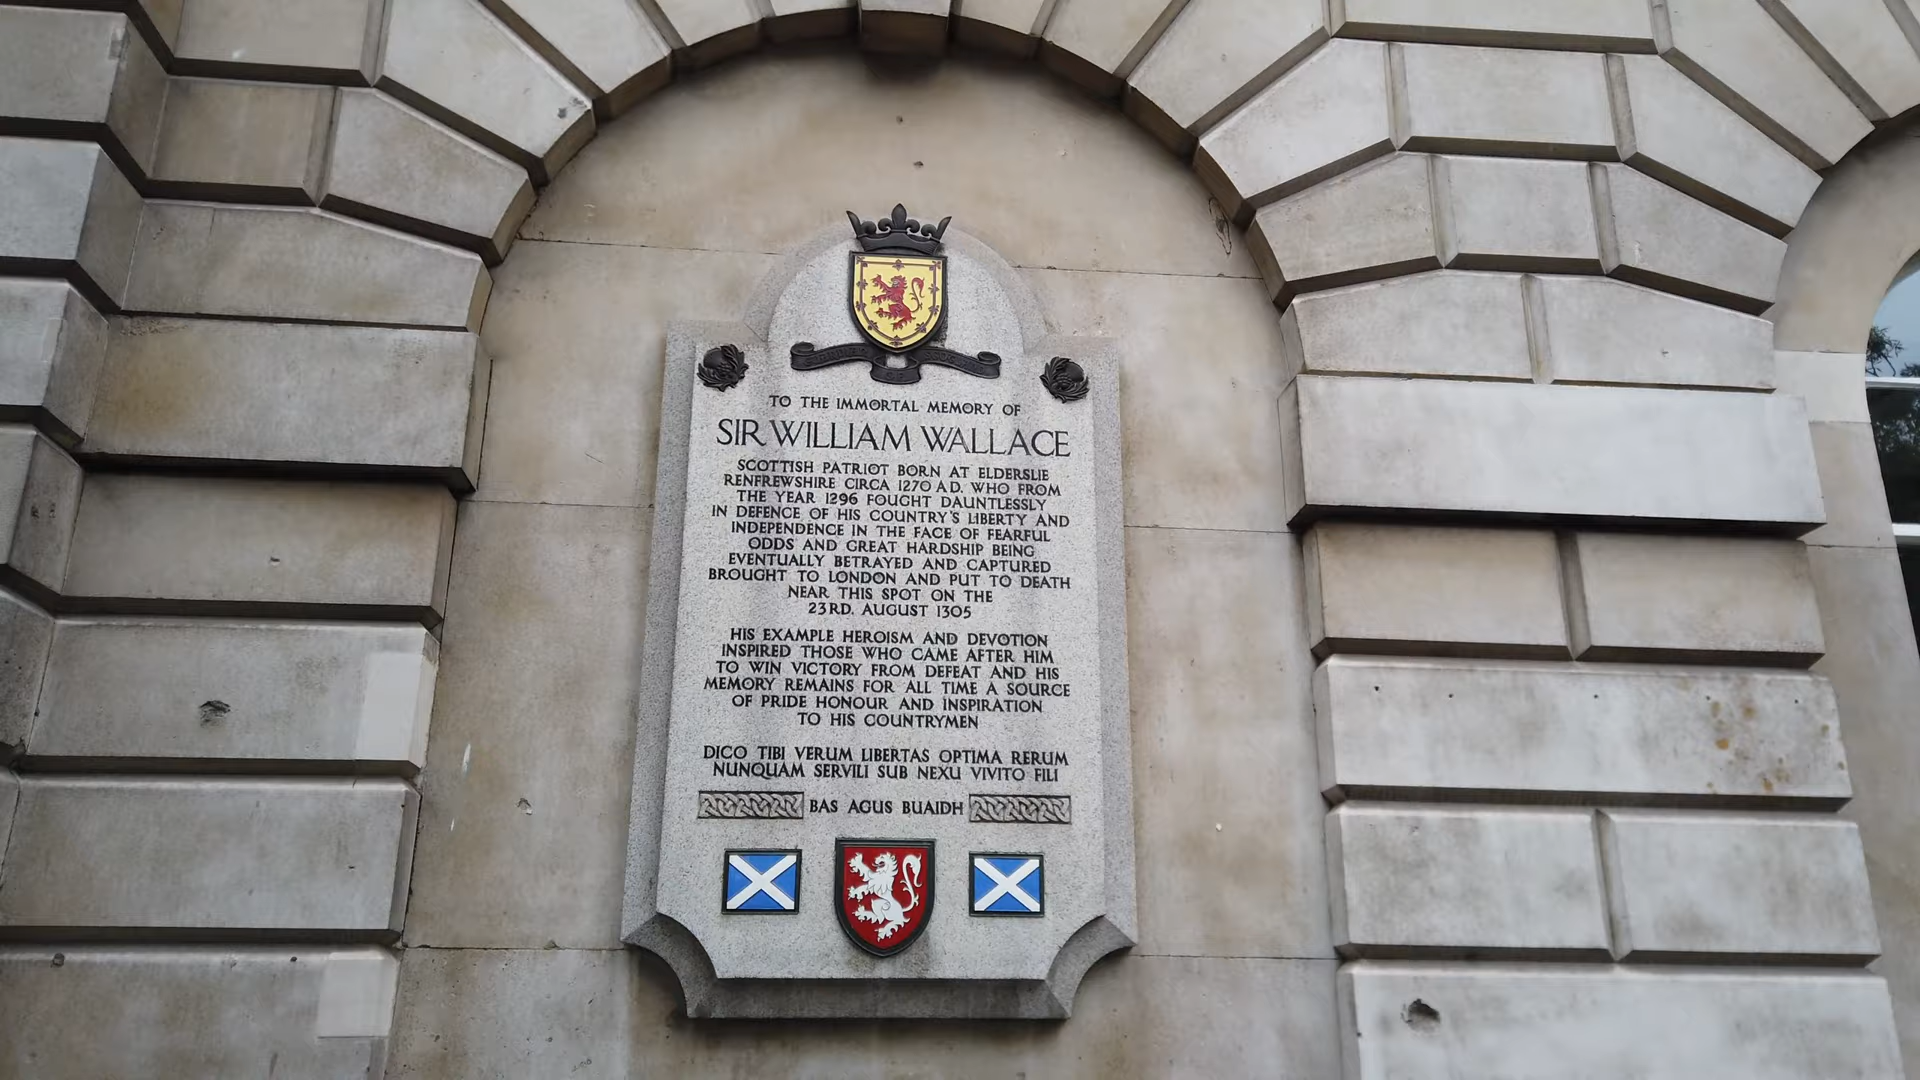 TO THE IMMORTAL MEMORY OF
SIR WILLIAM WALLACE
SCOTTISH PATRIOT BORN AT ELDERSLIE
RENFREWSHIRE CIRCA 1270 A.D. WHO FROM
THE YEAR 1296 FOUGHT DAUNTLESSLY
IN DEFENCE OF HIS COUNTRY'S LIBERTY AND
INDEPENDENCE IN THE FACE OF FEARFUL
ODDS AND GREAT HARDSHIP BEING
EVENTUALLY BETRAYED AND CAPTURED
BROUGHT TO LONDON AND PUT TO DEATH
NEAR THIS SPOT ON THE
23RD. AUGUST 1305
HIS EXAMPLE HEROISM AND DEVOTION
INSPIRED THOSE WHO CAME AFTER HIM
TO WIN VICTORY FROM DEFEAT AND HIS
MEMORY REMAINS FOR ALL TIME A SOURCE
OF PRIDE HONOUR AND INSPIRATION
TO HIS COUNTRYMEN
DICO TIBI VERUM LIBERTAS OPTIMA RERUM
NUNQUAM SERVILI SUB NEXU VIVITO FILI
BAS AGUS BUAIDH